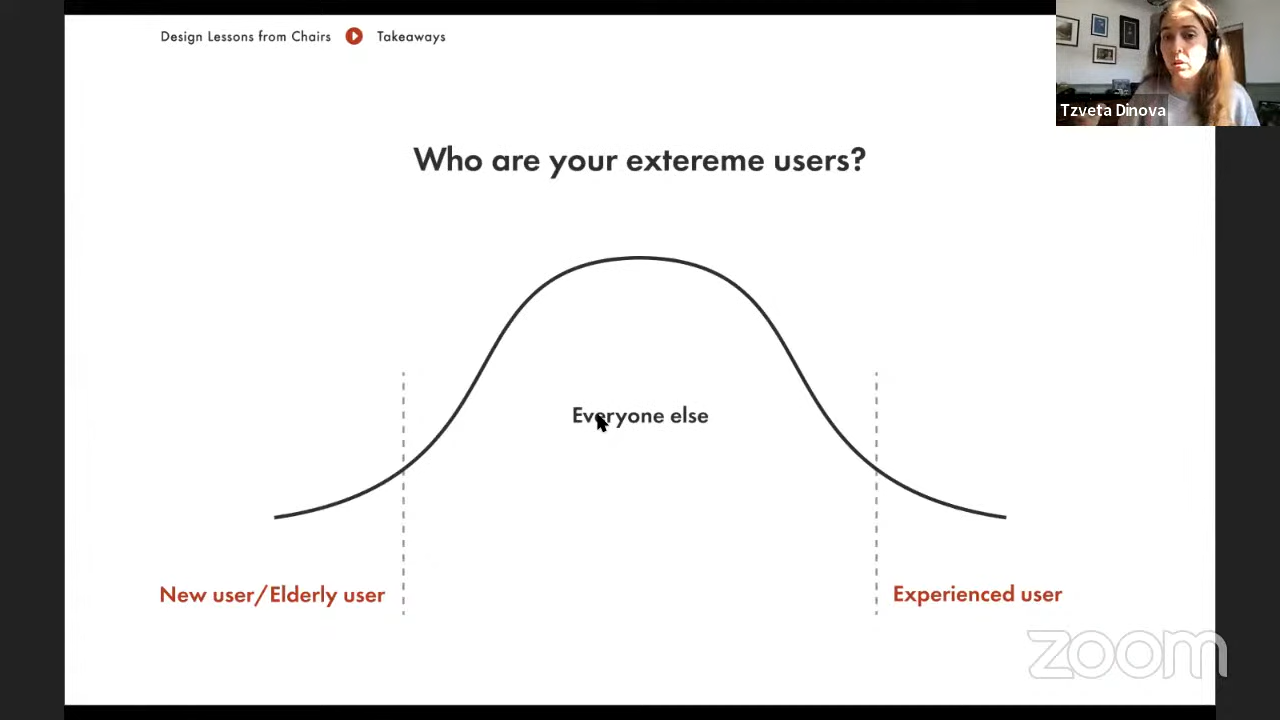 Design Lessons from Chairs Takeaways
Tzveta Dinova
Who are your extereme users?
Everyone else
New user/Elderly user
Experienced user
zoom